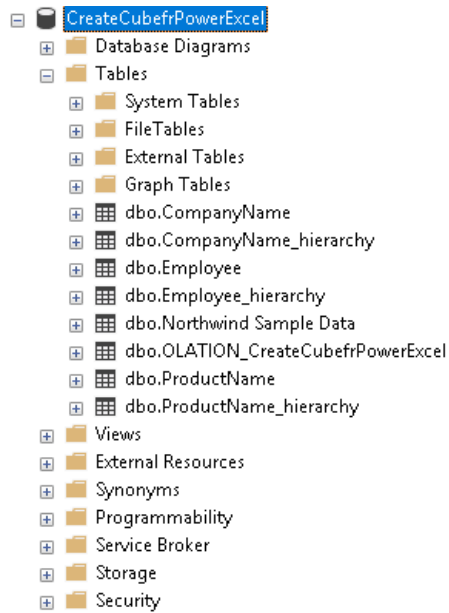 CreateCubefrPowerExcel
Database Diagrams
Tables
System Tables
FileTables
External Tables
Graph Tables
dbo.CompanyName
dbo.CompanyName_hierarchy
dbo.Employee
dbo.Employee_hierarchy
dbo.Northwind Sample Data
dbo.OLATION_CreateCubefrPowerExcel
dbo.ProductName
dbo.ProductName_hierarchy
Views
External Resources
Synonyms
Programmability
Service Broker
Storage
Security